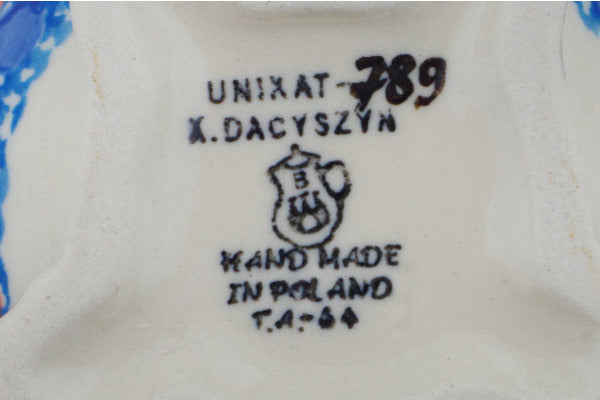 UNIKAT-789
K.DACYSZYN
B
HAND MADE
IN POLAND
T.A.-64